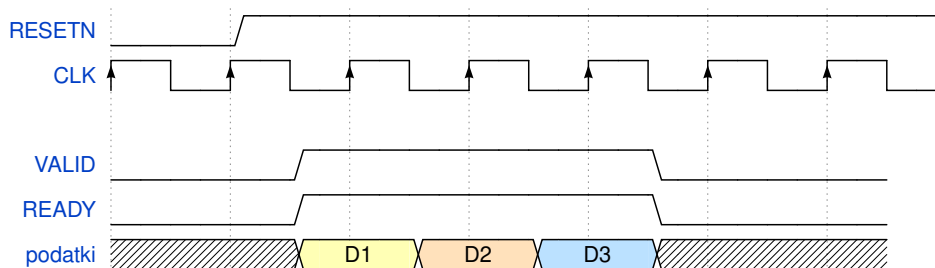 RESETN
CLK
VALID
READY
podatki D1 D2 D3